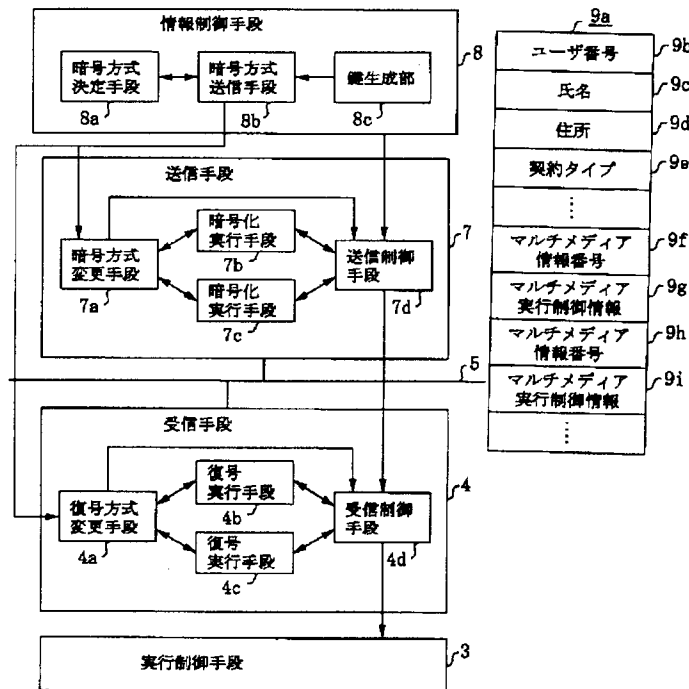 情報制御手段
8
暗号方式
決定手段
8a
暗号方式
送信手段
8b
鍵生成部
8c
送信手段
7
暗号方式
変更手段
7a
暗号化
実行手段
7b
暗号化
実行手段
7c
送信制御
手段
7d
5
受信手段
4
復号方式
変更手段
4a
復号
実行手段
4b
復号
実行手段
4c
受信制御
手段
4d
実行制御手段
3
9a
ユーザ番号
9b
氏名
9c
住所
9d
契約タイプ
9e
⋮
マルチメディア
情報番号
9f
マルチメディア
実行制御情報
9g
マルチメディア
情報番号
9h
マルチメディア
実行制御情報
9i
⋮